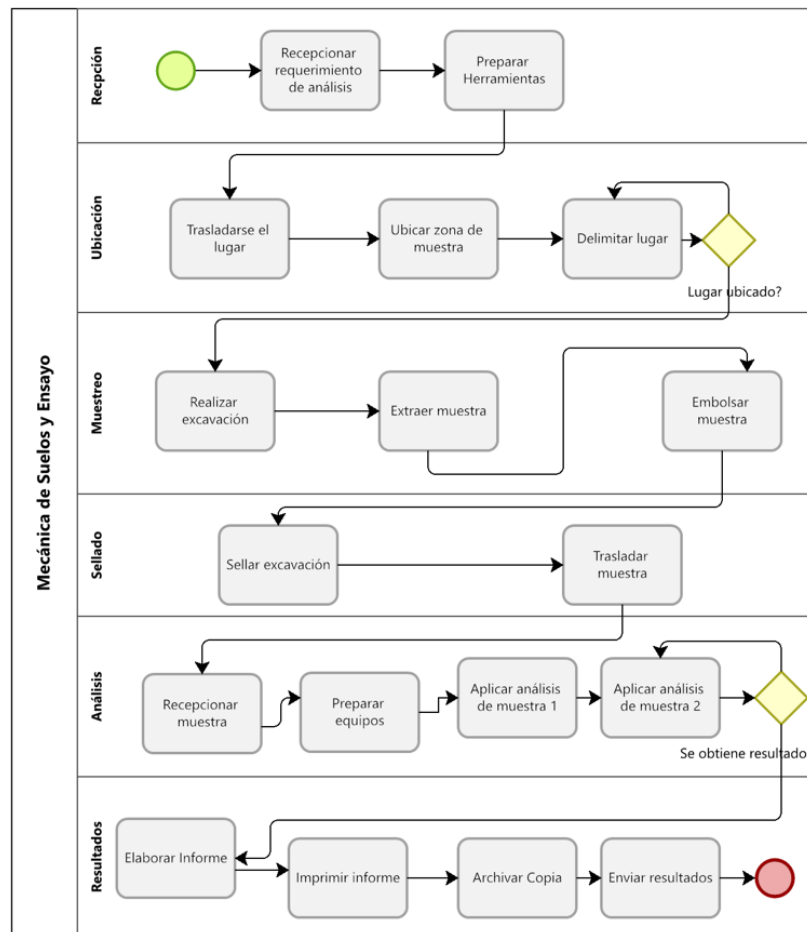 Mecánica de Suelos y Ensayo
Recpción
Recepcionar
requerimiento
de análisis
Preparar
Herramientas
Ubicación
Trasladarse el
lugar
Ubicar zona de
muestra
Delimitar lugar
Lugar ubicado?
Muestreo
Realizar
excavación
Extraer muestra
Embolsar
muestra
Sellado
Sellar excavación
Trasladar
muestra
Análisis
Recepcionar
muestra
Preparar
equipos
Aplicar análisis
de muestra 1
Aplicar análisis
de muestra 2
Se obtiene resultado
Resultados
Elaborar Informe
Imprimir informe
Archivar Copia
Enviar resultados